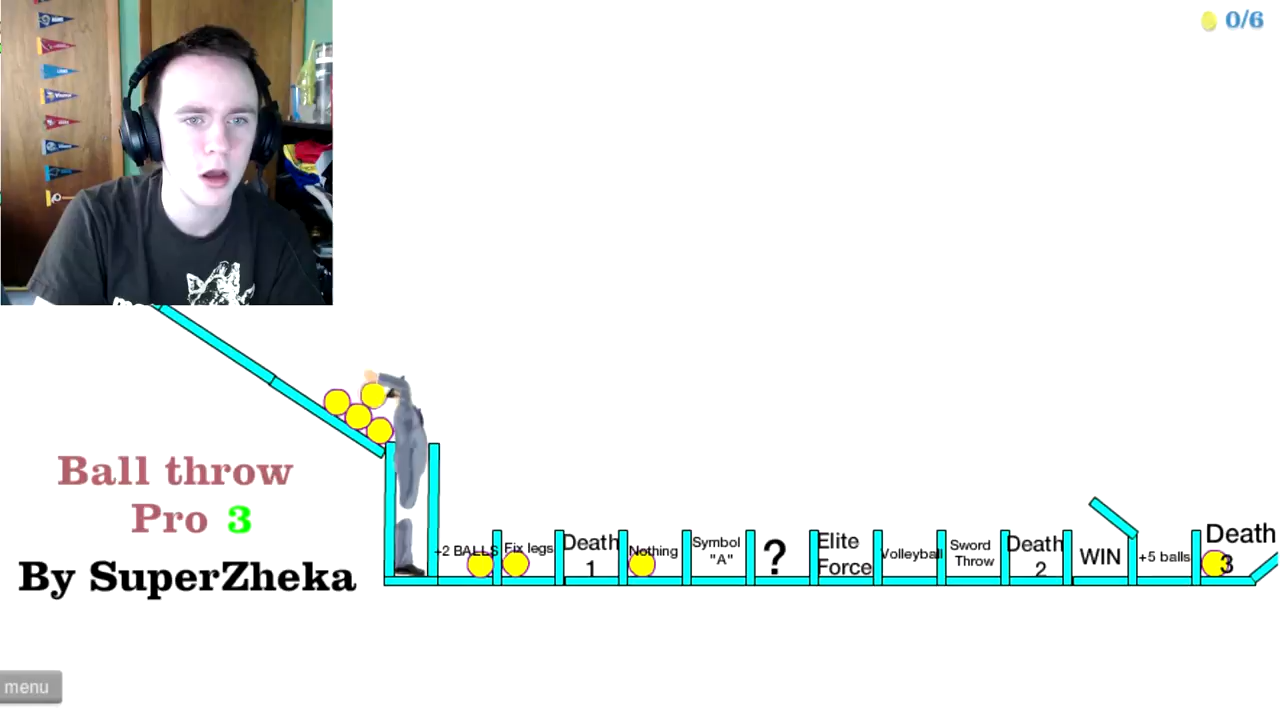 0/6
Ball throw
Pro 3
By SuperZheka
+2 BALLS
Fix legs
Death
1
Nothing
Symbol
"A"
?
Elite
Force
Volleyball
Sword
Throw
Death
2
WIN
+5 balls
Death
3
menu